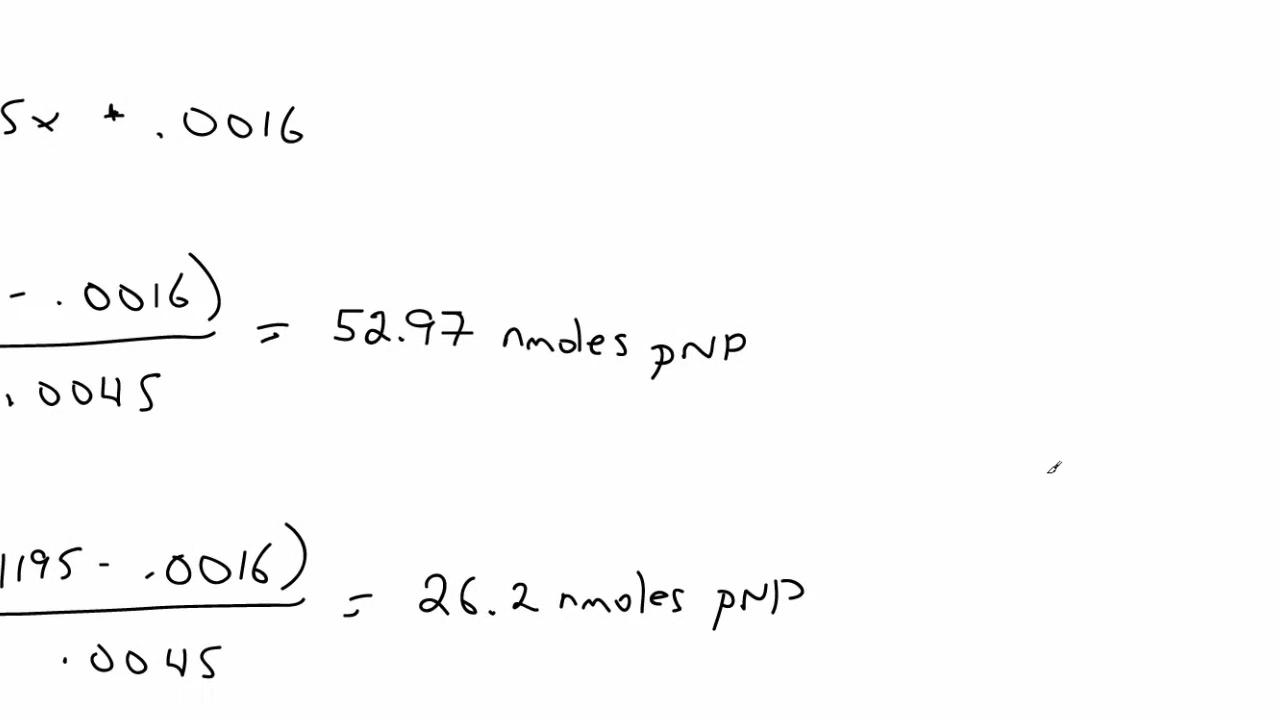 5x + .0016
- .0016)
= 52.97 nmoles pNP
.0045
1195 - .0016)
= 26.2 nmoles pNP
.0045